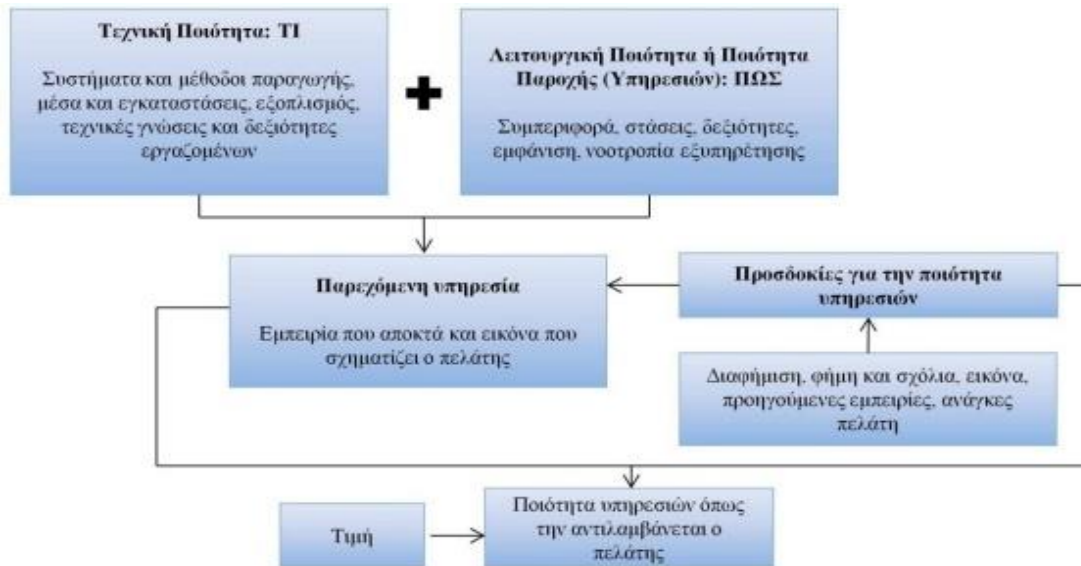 Τεχνική Ποιότητα: ΤΙ
Συστήματα και μέθοδοι παραγωγής,
μέσα και εγκαταστάσεις, εξοπλισμός,
τεχνικές γνώσεις και δεξιότητες
εργαζομένων
Λειτουργική Ποιότητα ή Ποιότητα
Παροχής (Υπηρεσιών): ΠΩΣ
Συμπεριφορά, στάσεις, δεξιότητες,
εμφάνιση, νοοτροπία εξυπηρέτησης
Παρεχόμενη υπηρεσία
Εμπειρία που αποκτά και εικόνα που
σχηματίζει ο πελάτης
Προσδοκίες για την ποιότητα
υπηρεσιών
Διαφήμιση, φήμη και σχόλια, εικόνα,
προηγούμενες εμπειρίες, ανάγκες
πελάτη
Τιμή
Ποιότητα υπηρεσιών όπως
την αντιλαμβάνεται ο
πελάτης